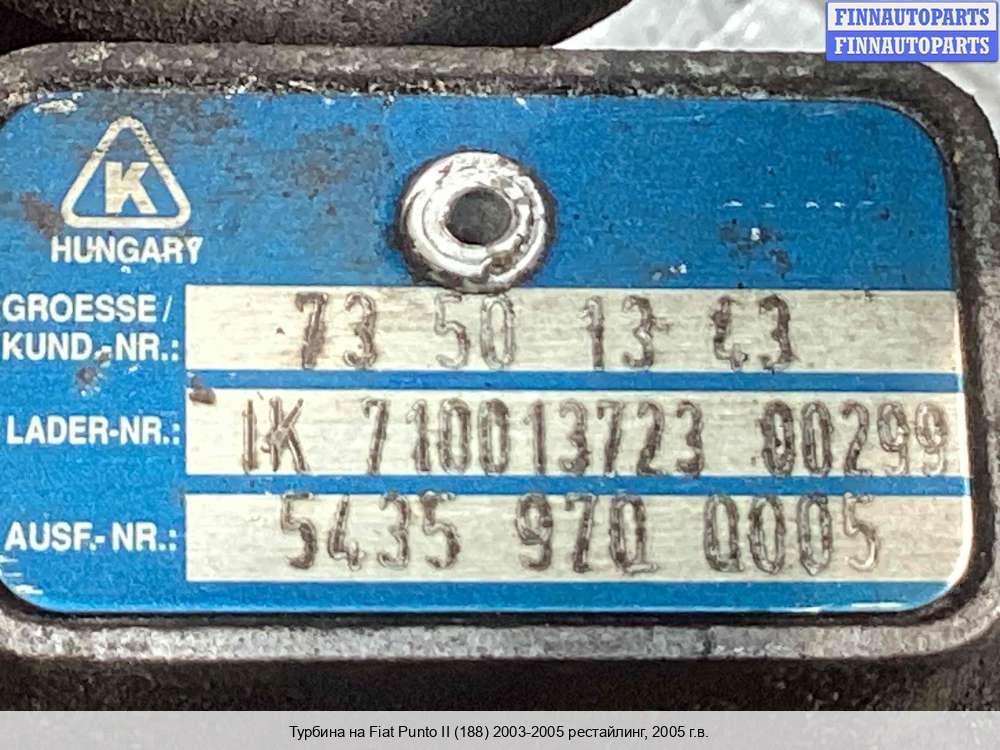 FINNAUTOPARTS
FINNAUTOPARTS
K
HUNGARY
GROESSE/
KUND.-NR.: 73 50 13 43
LADER-NR.: IK 710013723 00299
AUSF.-NR.: 5435 970 0005
Турбина на Fiat Punto II (188) 2003-2005 рестайлинг, 2005 г.в.